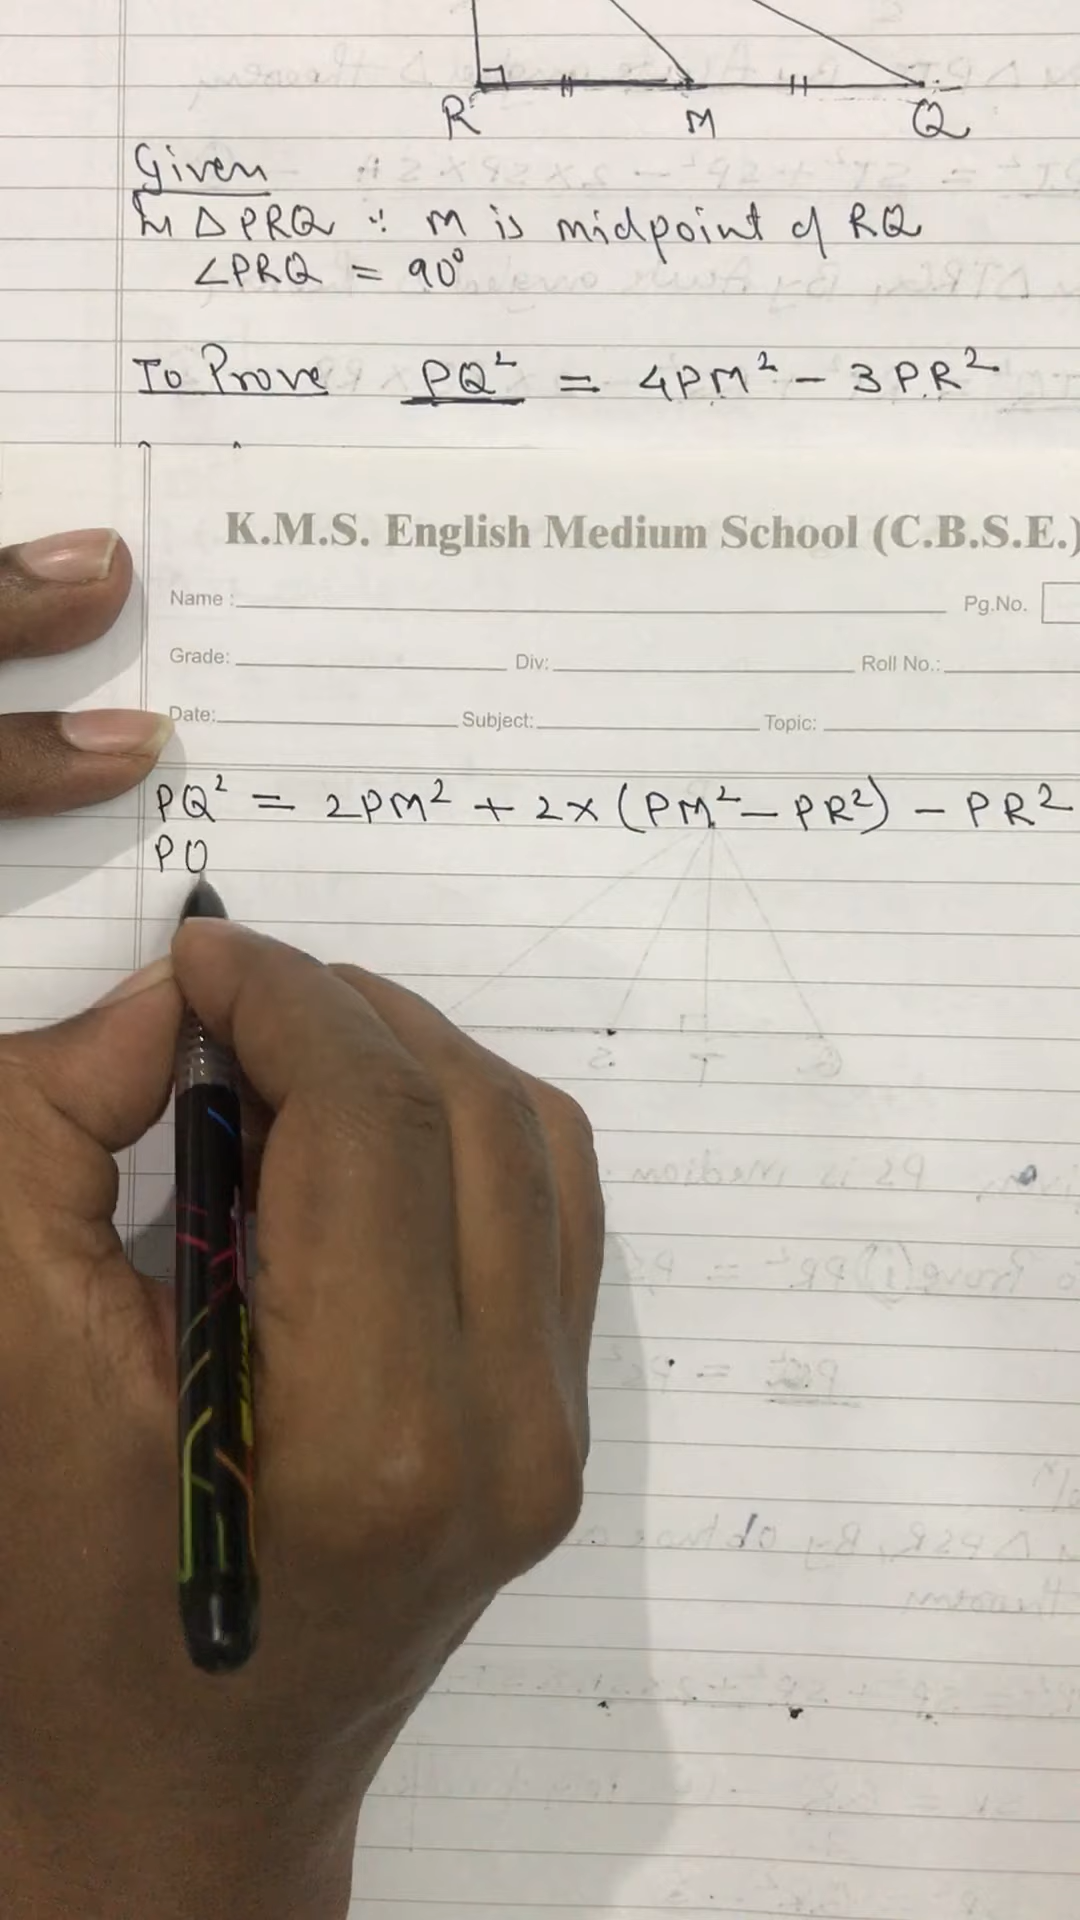 R M Q
Given
In △PRQ ∵ M is midpoint of RQ
∠PRQ = 90°
To Prove PQ² = 4PM² - 3PR²
K.M.S. English Medium School (C.B.S.E.)
Name : Pg.No.
Grade: Div: Roll No.:
Date: Subject: Topic:
PQ² = 2PM² + 2×(PM² - PR²) - PR²
PQ